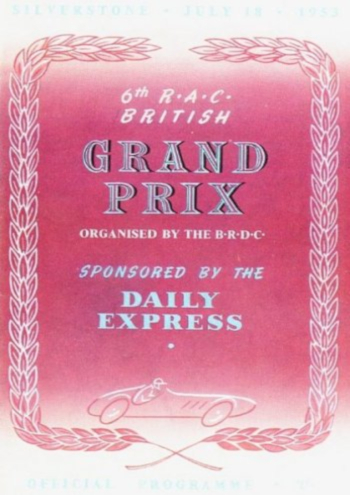 SILVERSTONE · JULY 18 · 1953
6th R·A·C·
BRITISH
GRAND
PRIX
ORGANISED BY THE B·R·D·C·
SPONSORED BY THE
DAILY
EXPRESS
OFFICIAL PROGRAMME